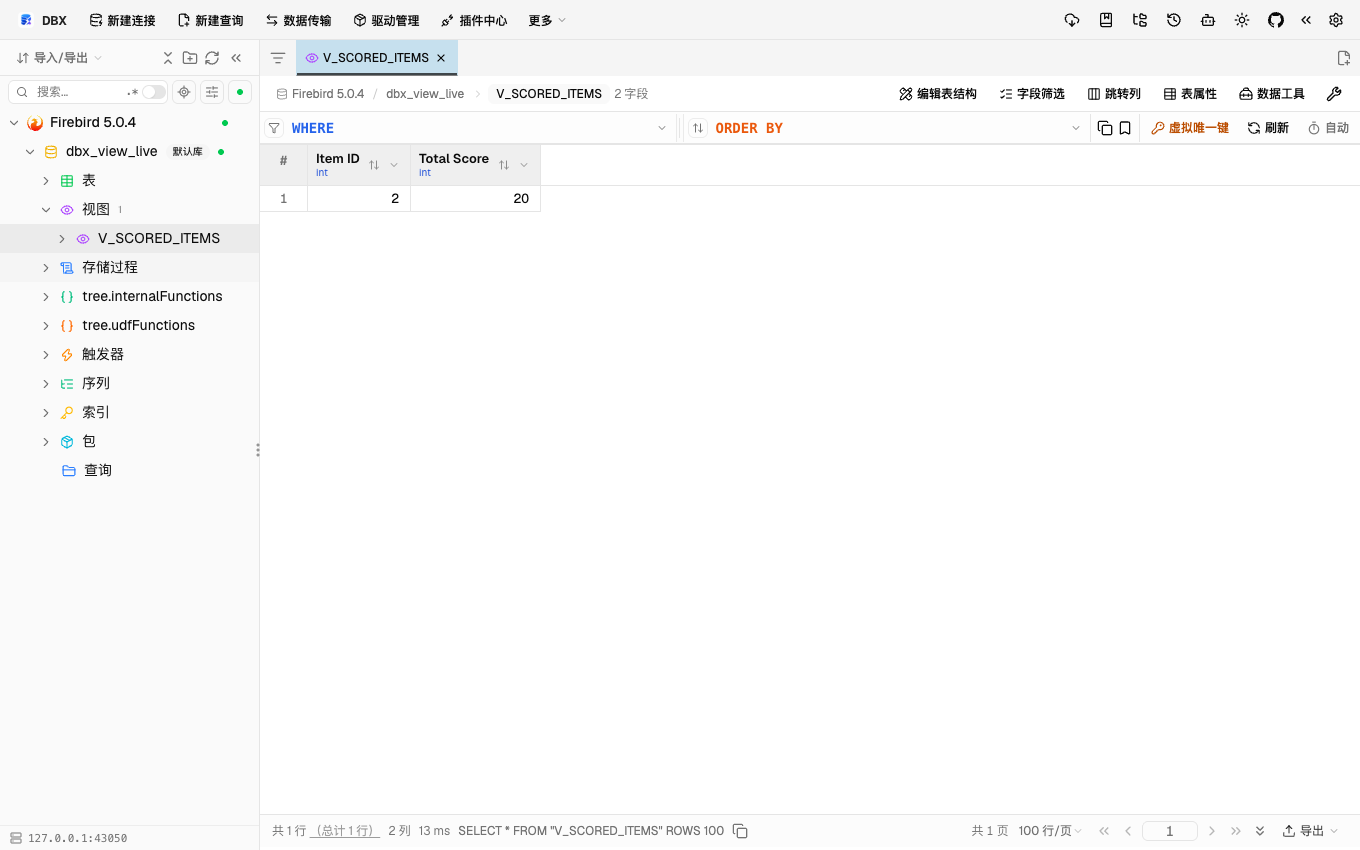 DBX 新建连接 新建查询 数据传输 驱动管理 插件中心 更多
导入/导出
V_SCORED_ITEMS
搜索... .*
Firebird 5.0.4 / dbx_view_live V_SCORED_ITEMS 2 字段 编辑表结构 字段筛选 跳转列 表属性 数据工具
WHERE ORDER BY 虚拟唯一键 刷新 自动
# Item ID Total Score
int int
1 2 20
Firebird 5.0.4
dbx_view_live 默认库
表
视图 1
V_SCORED_ITEMS
存储过程
tree.internalFunctions
tree.udfFunctions
触发器
序列
索引
包
查询
127.0.0.1:43050
共 1 行 (总计 1 行) 2 列 13 ms SELECT * FROM "V_SCORED_ITEMS" ROWS 100 共 1 页 100 行/页 1 导出